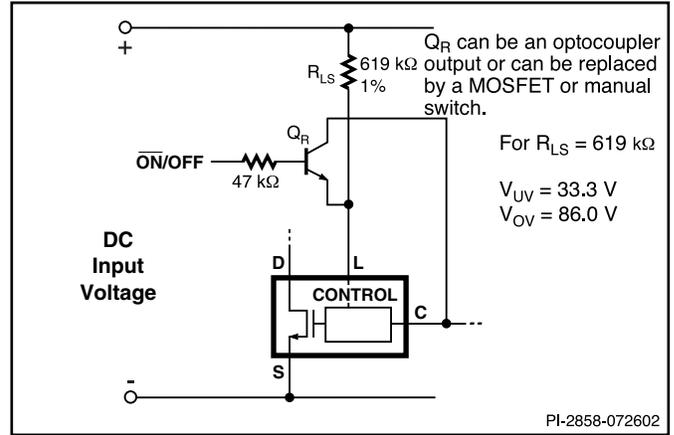 +
R_LS
619 kΩ
1%
Q_R can be an optocoupler
output or can be replaced
by a MOSFET or manual
switch.
Q_R
O̅N̅/OFF
47 kΩ
For R_LS = 619 kΩ
V_UV = 33.3 V
V_OV = 86.0 V
DC
Input
Voltage
D
L
CONTROL
C
S
-
PI-2858-072602